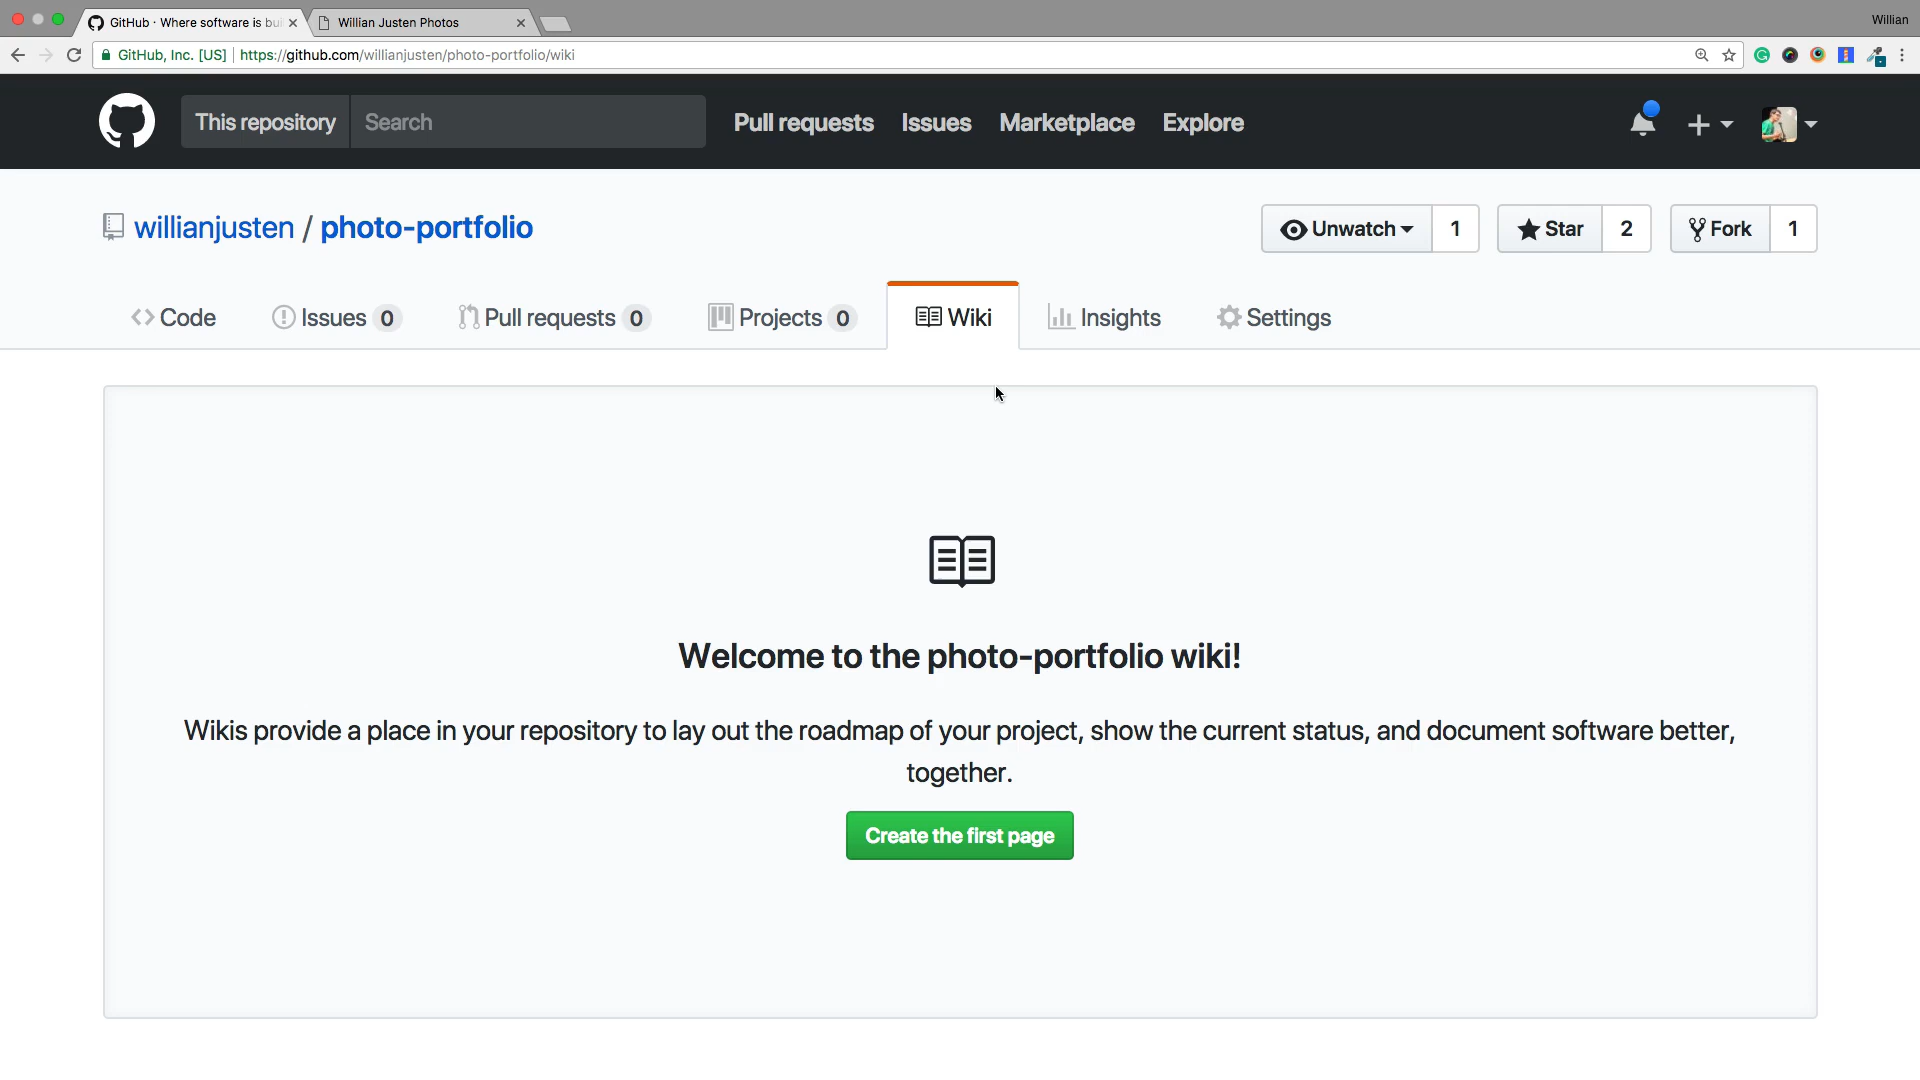 GitHub · Where software is bui
Willian Justen Photos
Willian
GitHub, Inc. [US] https://github.com/willianjusten/photo-portfolio/wiki
This repository Search Pull requests Issues Marketplace Explore
willianjusten / photo-portfolio
Unwatch 1 Star 2 Fork 1
Code Issues 0 Pull requests 0 Projects 0 Wiki Insights Settings
Welcome to the photo-portfolio wiki!
Wikis provide a place in your repository to lay out the roadmap of your project, show the current status, and document software better,
together.
Create the first page